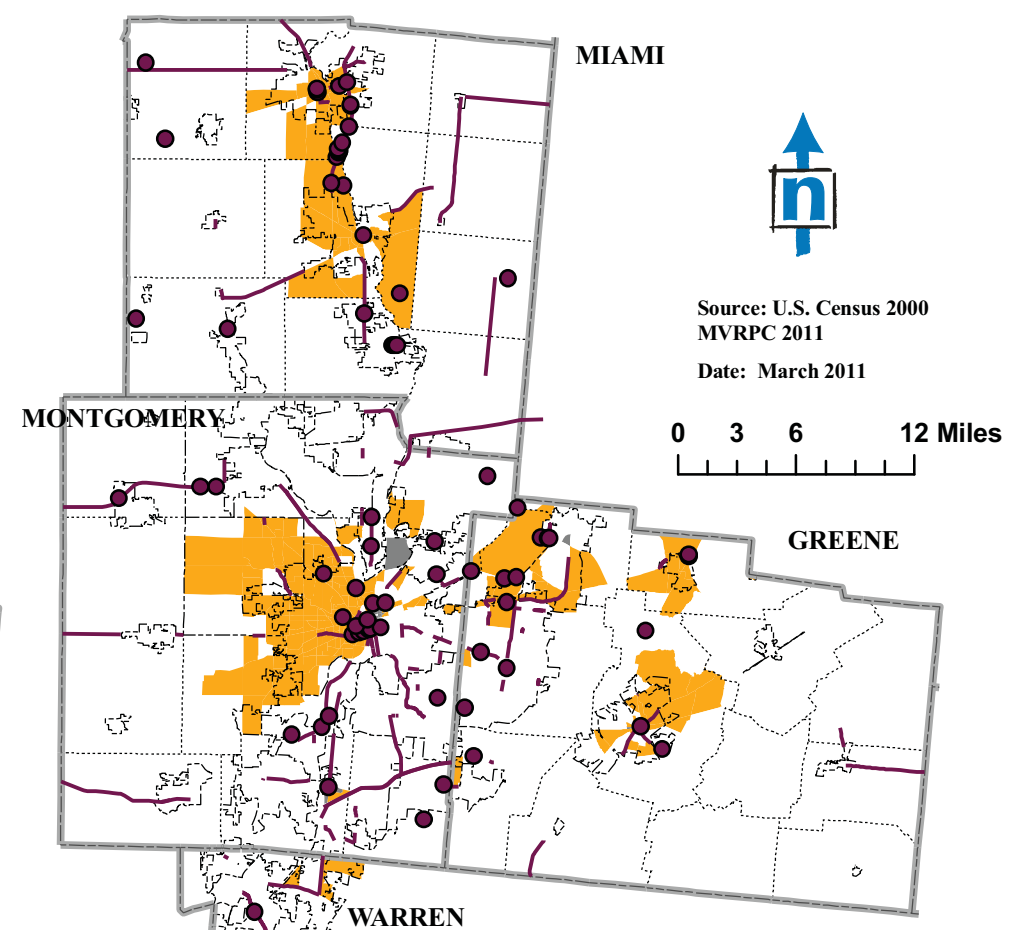 MIAMI
n
Source: U.S. Census 2000
MVRPC 2011
Date: March 2011
MONTGOMERY
0 3 6 12 Miles
GREENE
WARREN